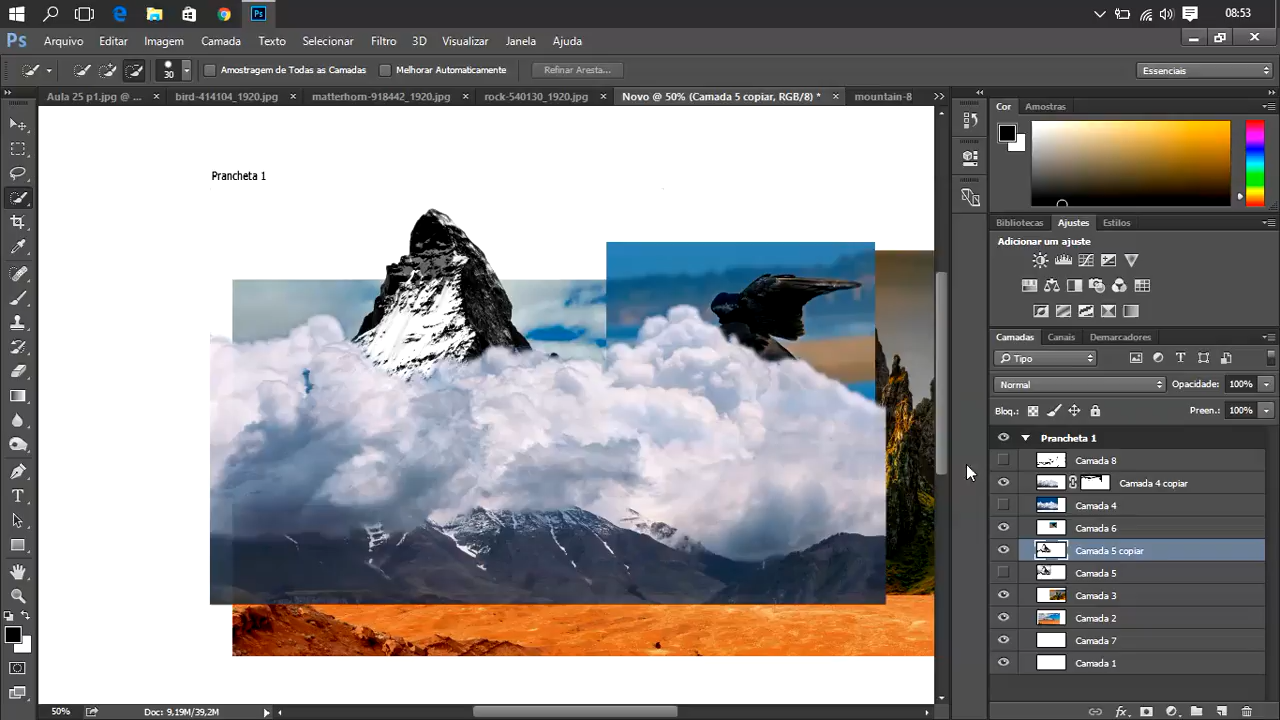 Ps
08:53
Ps Arquivo Editar Imagem Camada Texto Selecionar Filtro 3D Visualizar Janela Ajuda
30 Amostragem de Todas as Camadas Melhorar Automaticamente Refinar Aresta... Essenciais
Aula 25 p1.jpg @ ... × bird-414104_1920.jpg × matterhorn-918442_1920.jpg × rock-540130_1920.jpg × Novo @ 50% (Camada 5 copiar, RGB/8) * × mountain-8
Cor Amostras
Prancheta 1
Bibliotecas Ajustes Estilos
Adicionar um ajuste
Camadas Canais Demarcadores
Tipo
Normal Opacidade: 100%
Bloq.: Preen.: 100%
Prancheta 1
Camada 8
Camada 4 copiar
Camada 4
Camada 6
Camada 5 copiar
Camada 5
Camada 3
Camada 2
Camada 7
Camada 1
50% Doc: 9,19M/39,2M